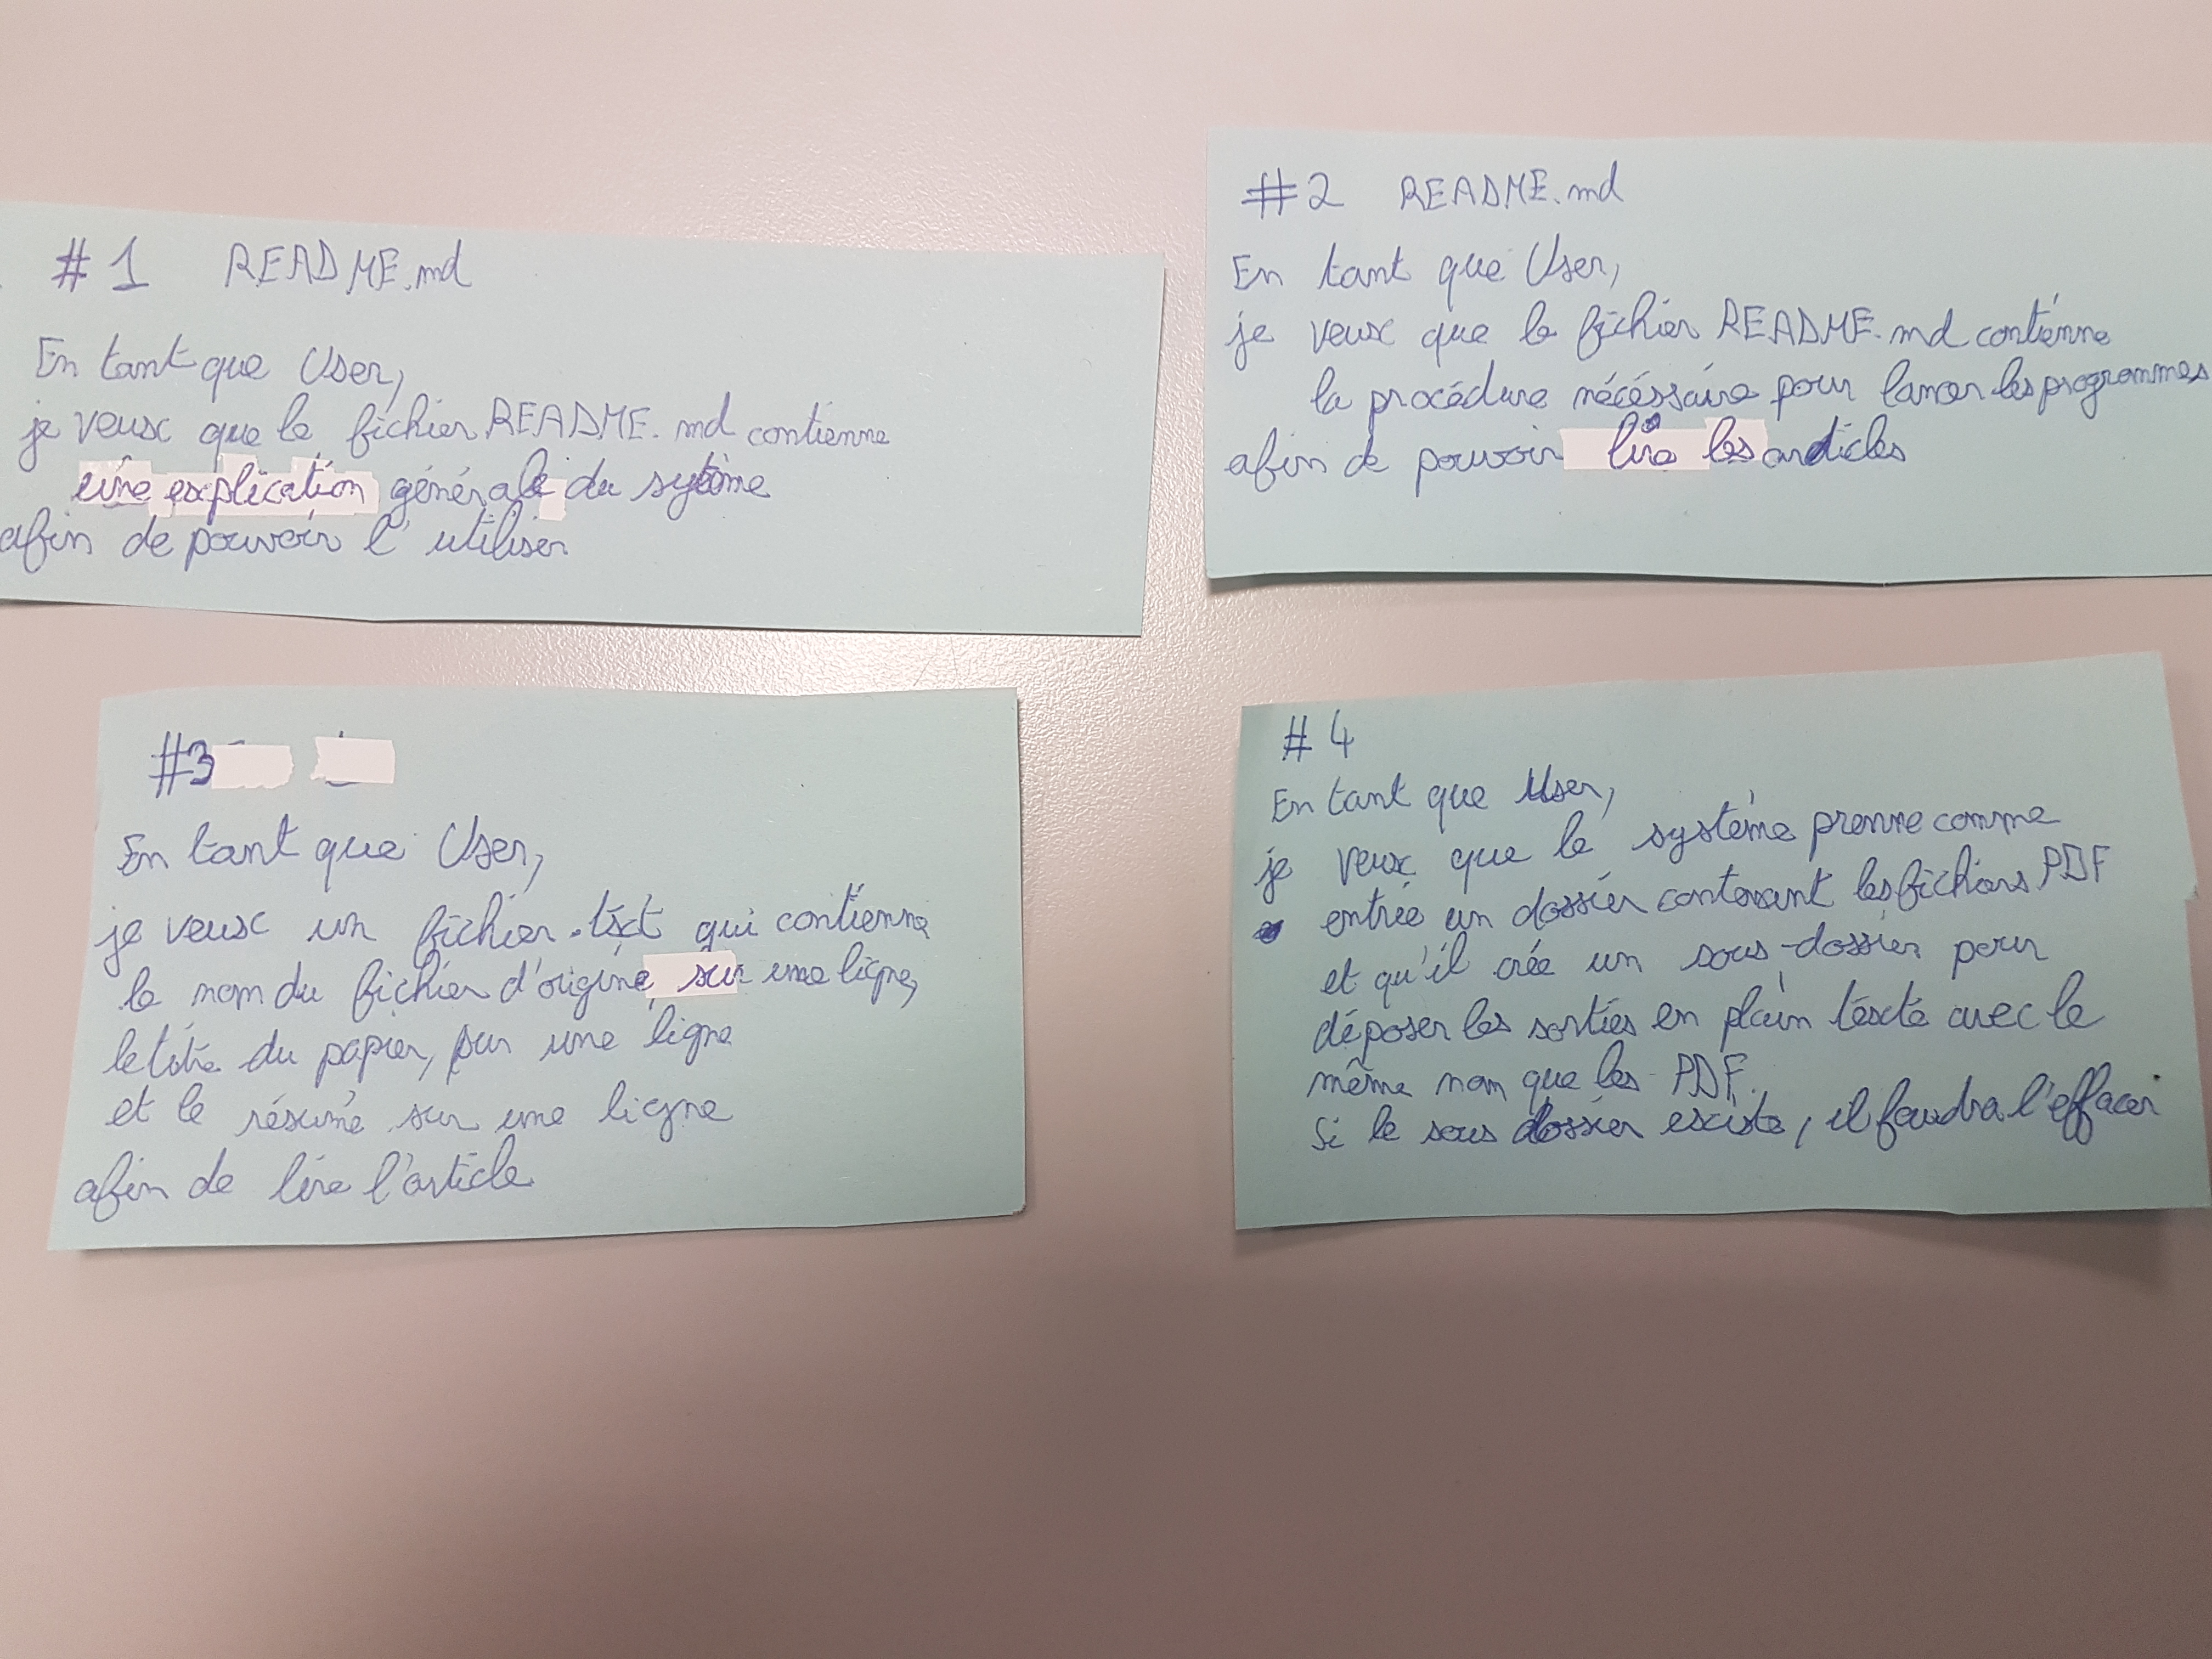 #1 README.md
En tant que User,
je veux que le fichier README.md contienne
une explication générale du sytème
afin de pouvoir l'utiliser
#2 README.md
En tant que User,
je veux que le fichier README.md contienne
la procédure nécéssaire pour lancer les programmes
afin de pouvoir lire les articles
#3
En tant que User,
je veux un fichier .txt qui contienne
le nom du fichier d'origine sur une ligne,
le titre du papier, sur une ligne
et le résumé sur une ligne
afin de lire l'article
#4
En tant que User,
je veux que le système prenne comme
entrée un dossier contenant les fichiers PDF
et qu'il crée un sous-dossier pour
déposer les sorties en plain texte avec le
même nom que les PDF.
Si le sous dossier existe, il faudra l'effacer